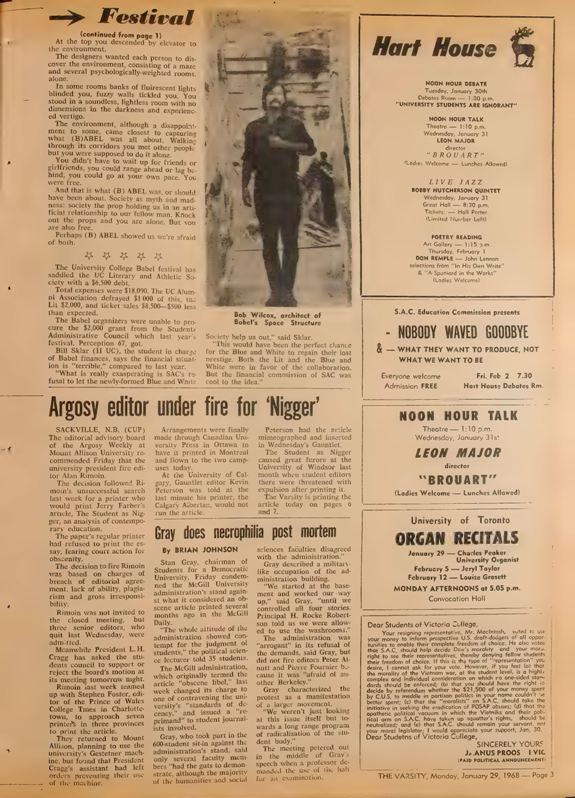 → Festival
(continued from page 1)
At the top you descended by elevator to
the environment.
The designers wanted each person to dis-
cover the environment, consisting of a maze
and several psychologically-weighted rooms,
alone.
In some rooms banks of fluirescent lights
blinded you, fuzzy walls tickled you. You
stood in a soundless, lightless room with no
dimensions in the darkness and experienc-
ed vertigo.
The environment, although a disappoint-
ment to some, came closest to capturing
what (B)ABEL was all about. Walking
through its corridors you met other people
but you were supposed to do it alone.
You didn't have to wait up for friends or
girlfriends, you could range ahead or lag be-
hind, you could go at your own pace. You
were free.
And that is what (B) ABEL was, or should
have been about. Society as myth and mad-
ness: society the prop holding us in an arti-
ficial relationship to our fellow man. Knock
out the props and you are alone. But you
are also free.
Perhaps (B) ABEL showed us we're afraid
of both.
☆ ☆ ☆ ☆ ☆
The University College Babel festival has
saddled the UC Literary and Athletic So-
ciety with a $6,500 debt.
Total expenses were $18,090. The UC Alum-
ni Association defrayed $1 000 of this, the
Lit $2,000, and ticket sales $8,500—$500 less
than expected.
The Babel organizers were unable to pro-
cure the $2,000 grant from the Students
Administrative Council which last year's
festival, Perception 67, got.
Bill Sklar (II UC), the student in charge
of Babel finances, says the financial situat-
ion is "terrible," compared to last year.
"What is really exasperating is SAC's re-
fusal to let the newly-formed Blue and White
Bob Wilcox, architect of
Babel's Space Structure
Society help us out," said Sklar.
"This would have been the perfect chance
for the Blue and White to regain their lost
prestige. Both the Lit and the Blue and
White were in favor of the collaboration.
But the financial commission of SAC was
cool to the idea."
Hart House
NOON HOUR DEBATE
Tuesday, January 30th
Debates Room — 1:00 p.m.
"UNIVERSITY STUDENTS ARE IGNORANT"
NOON HOUR TALK
Theatre — 1:10 p.m.
Wednesday, January 31
LEON MAJOR
director
"BROUART"
(Ladies Welcome — Lunches Allowed)
LIVE JAZZ
BOBBY HUTCHERSON QUINTET
Wednesday, January 31
Great Hall — 8:30 p.m.
Tickets: — Hall Porter
(Limited Number Left)
POETRY READING
Art Gallery — 1:15 p.m
Thursday, February 1
DON REMPLE — John Lennon
selections from "In His Own Write"
& "A Spaniard in the Works"
(Ladies Welcome)
S.A.C. Education Commission presents
- NOBODY WAVED GOODBYE
& — WHAT THEY WANT TO PRODUCE, NOT
WHAT WE WANT TO BE
Everyone welcome Fri. Feb 2 7.30
Admission FREE Hart House Debates Rm.
NOON HOUR TALK
Theatre — 1:10 p.m.
Wednesday, January 31st
LEON MAJOR
director
"BROUART"
(Ladies Welcome — Lunches Allowed)
University of Toronto
ORGAN RECITALS
January 29 — Charles Peaker
University Organist
February 5 — Jeryl Taylor
February 12 — Louise Grasett
MONDAY AFTERNOONS at 5.05 p.m.
Convocation Hall
Argosy editor under fire for 'Nigger'
SACKVILLE, N.B. (CUP)
The editorial advisory board
of the Argosy Weekly at
Mount Allison University re-
commended Friday that the
university president fire edi-
tor Alan Rimoin.
The decision followed Ri-
moin's unsuccessful search
last week for a printer who
would print Jerry Farber's
article, The Student as Nig-
ger, an analysis of contempo-
rary education.
The paper's regular printer
had refused to print the es-
say, fearing court action for
obscenity.
The decision to fire Rimoin
was based on charges of
breach of editorial agree-
ment, lack of ability, plagia-
rism and gross irresponsi-
bility.
Rimoin was not invited to
the closed meeting, but
three senior editors, who
quit last Wednesday, were
admitted.
Meanwhile President L.H.
Cragg has asked the stu-
dents council to support or
reject the board's motion at
its meeting tomorrow night.
Rimoin last week teamed
up with Stephen Foster, edi-
tor of the Prince of Wales
College Times in Charlotte-
town, to approach seven
printers in three provinces
to print the article.
They returned to Mount
Allison, planning to use the
university's Gestetner mach-
ine, but found that President
Cragg's assistant had left
orders preventing their use
of the machine.
Arrangements were finally
made through Canadian Uni-
versity Press in Ottawa to
have it printed in Montreal
and flown to the two camp-
uses today.
At the University of Cal-
gary, Gauntlet editor Kevin
Peterson was told at the
last minute his printer, the
Calgary Albertan, would not
run the article.
Peterson had the article
mimeographed and inserted
in Wednesday's Gauntlet.
The Student as Nigger
caused great furore at the
University of Windsor last
month when student editors
there were threatened with
expulsion after printing it.
The Varsity is printing the
article today on pages 6
and 7.
Gray does necrophilia post mortem
By BRIAN JOHNSON
Stan Gray, chairman of
Students for a Democratic
University, Friday condem-
ned the McGill University
administration's stand again-
st what it considered an ob-
scene article printed several
months ago in the McGill
Daily.
"The whole attitude of the
administration showed con-
tempt for the judgment of
students," the political scien-
ce lecturer told 35 students.
The McGill administration,
which originally termed the
article "obscene libel," last
week changed its charge to
one of contravening the uni-
versity's "standards of de-
cency," and issued a "re-
primand" to student journal-
ists involved.
Gray, who took part in the
600-student sit-in against the
administration's stand, said
only several faculty mem-
bers "had the guts to demon-
strate, although the majority
of the humanities and social
sciences faculties disagreed
with the administration."
Gray described a military-
like occupation of the ad-
ministration building.
"We started at the base-
ment and worked our way
up," said Gray, "until we
controlled all four stories.
Principal H. Rocke Robert-
son told us we were allow-
ed to use the washrooms."
The administration was
"arrogant" in its refusal of
the demands, said Gray, but
did not fire editors Peter Al-
nutt and Pierre Fournier be-
cause it was "afraid of an-
other Berkeley."
Gray characterized the
protest as a manifestation
of a larger movement.
"We weren't just looking
at this issue itself but to-
wards a long range program
of radicalization of the stu-
dent body."
The meeting petered out
in the middle of Gray's
speech when a professor de-
manded the use of the hall
for an examination.
Dear Students of Victoria College,
Your resigning representative, Mr. MacIntosh,
your money to inform prospective U.S. draft-dodgers of all oppor-
tunities to enable their complete freedom of choice. He also votes
SINCERELY YOURS
JANUS PROOS I VIC
(PAID POLITICAL ANNOUNCEMENT)
THE VARSITY, Monday, January 29, 1968 — Page 3